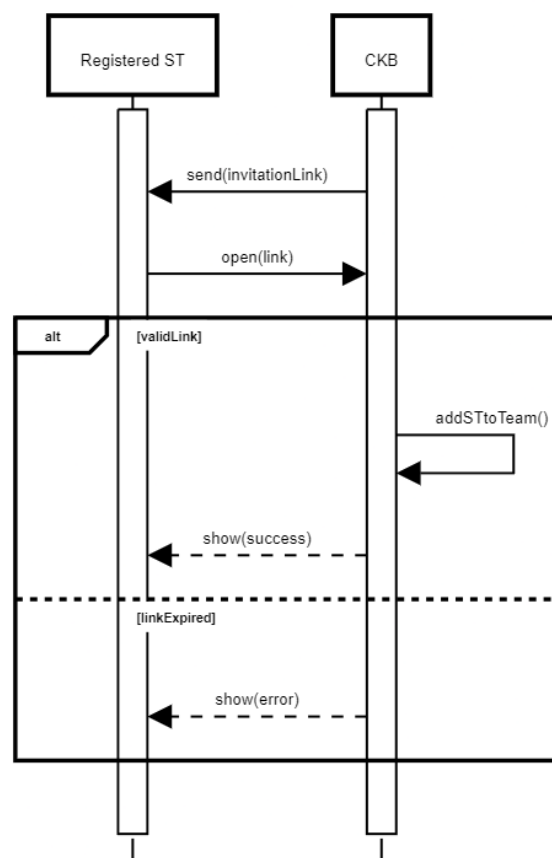 Registered ST
CKB
send(invitationLink)
open(link)
alt
[validLink]
addSTtoTeam()
show(success)
[linkExpired]
show(error)